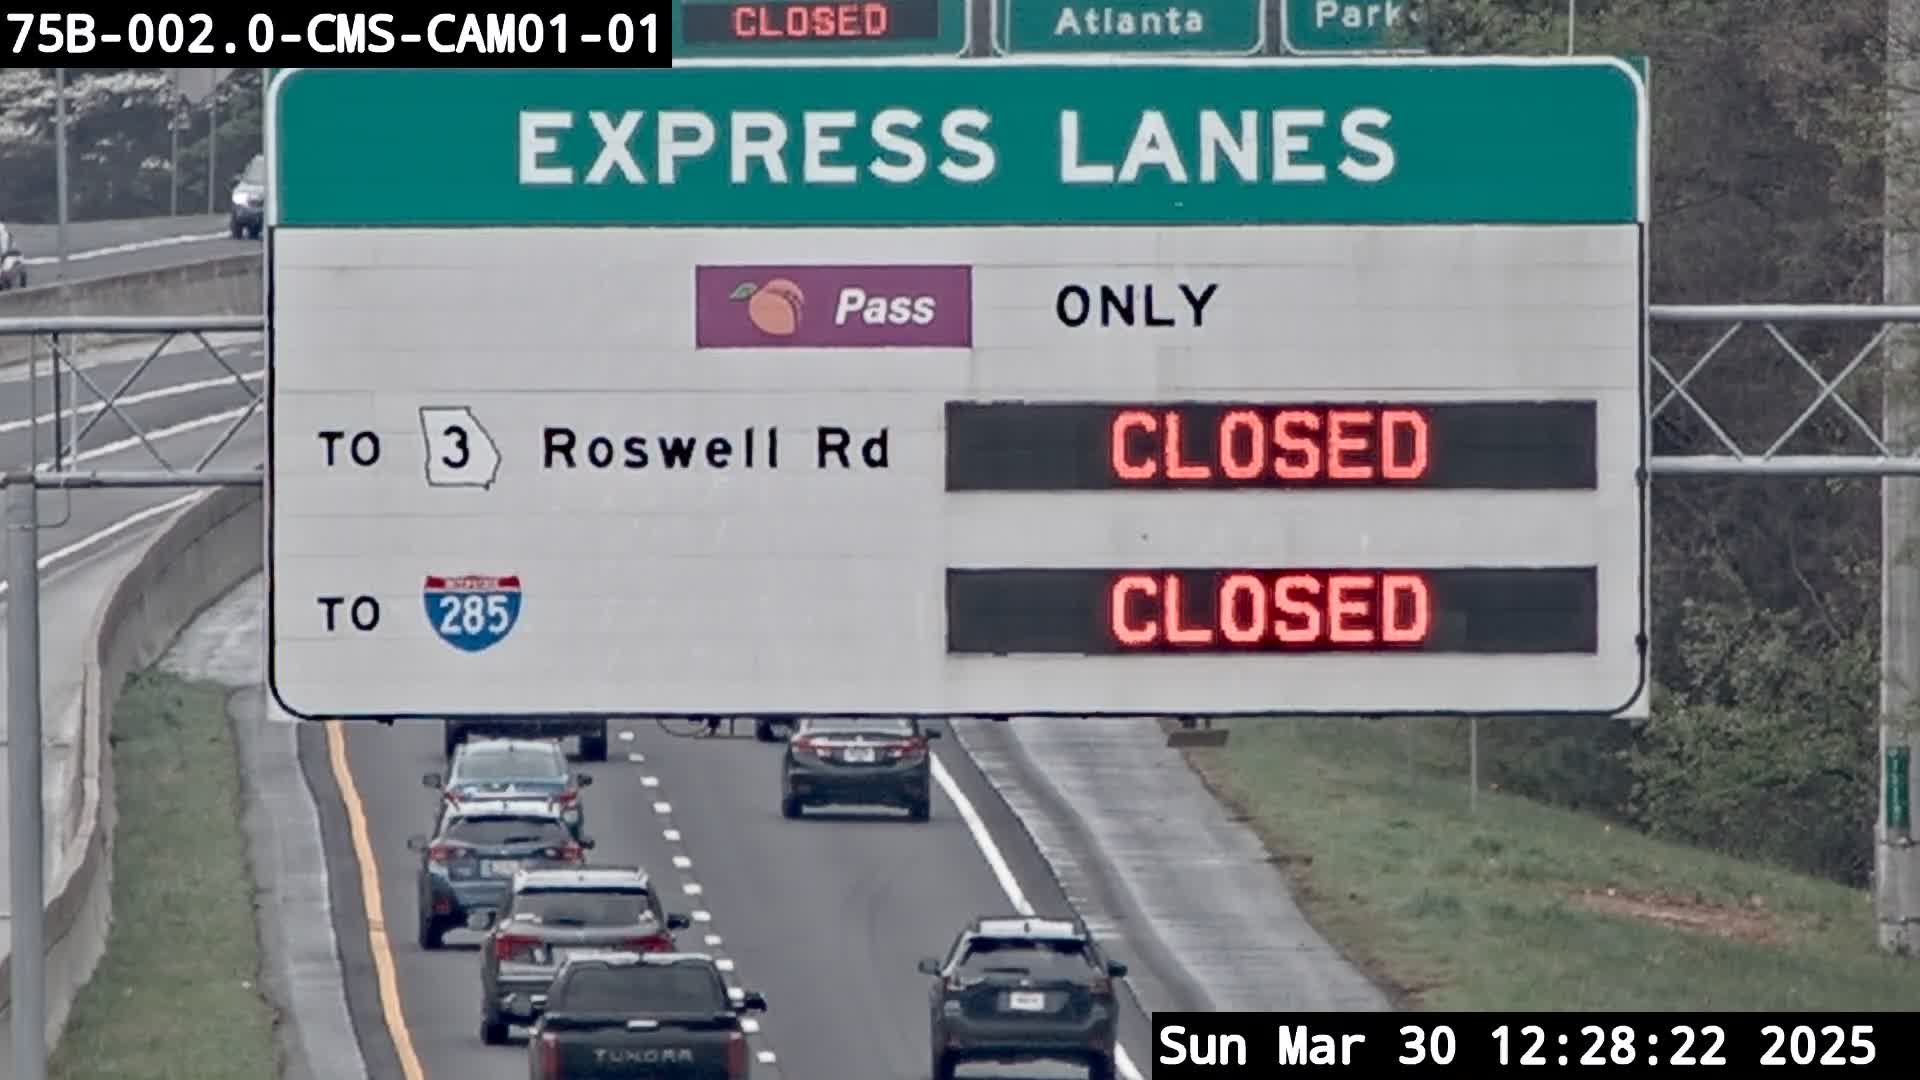 75B-002.0-CMS-CAM01-01
CLOSED
Atlanta
Park
EXPRESS LANES
Pass ONLY
TO 3 Roswell Rd CLOSED
TO 285 CLOSED
TUNDRA
Sun Mar 30 12:28:22 2025